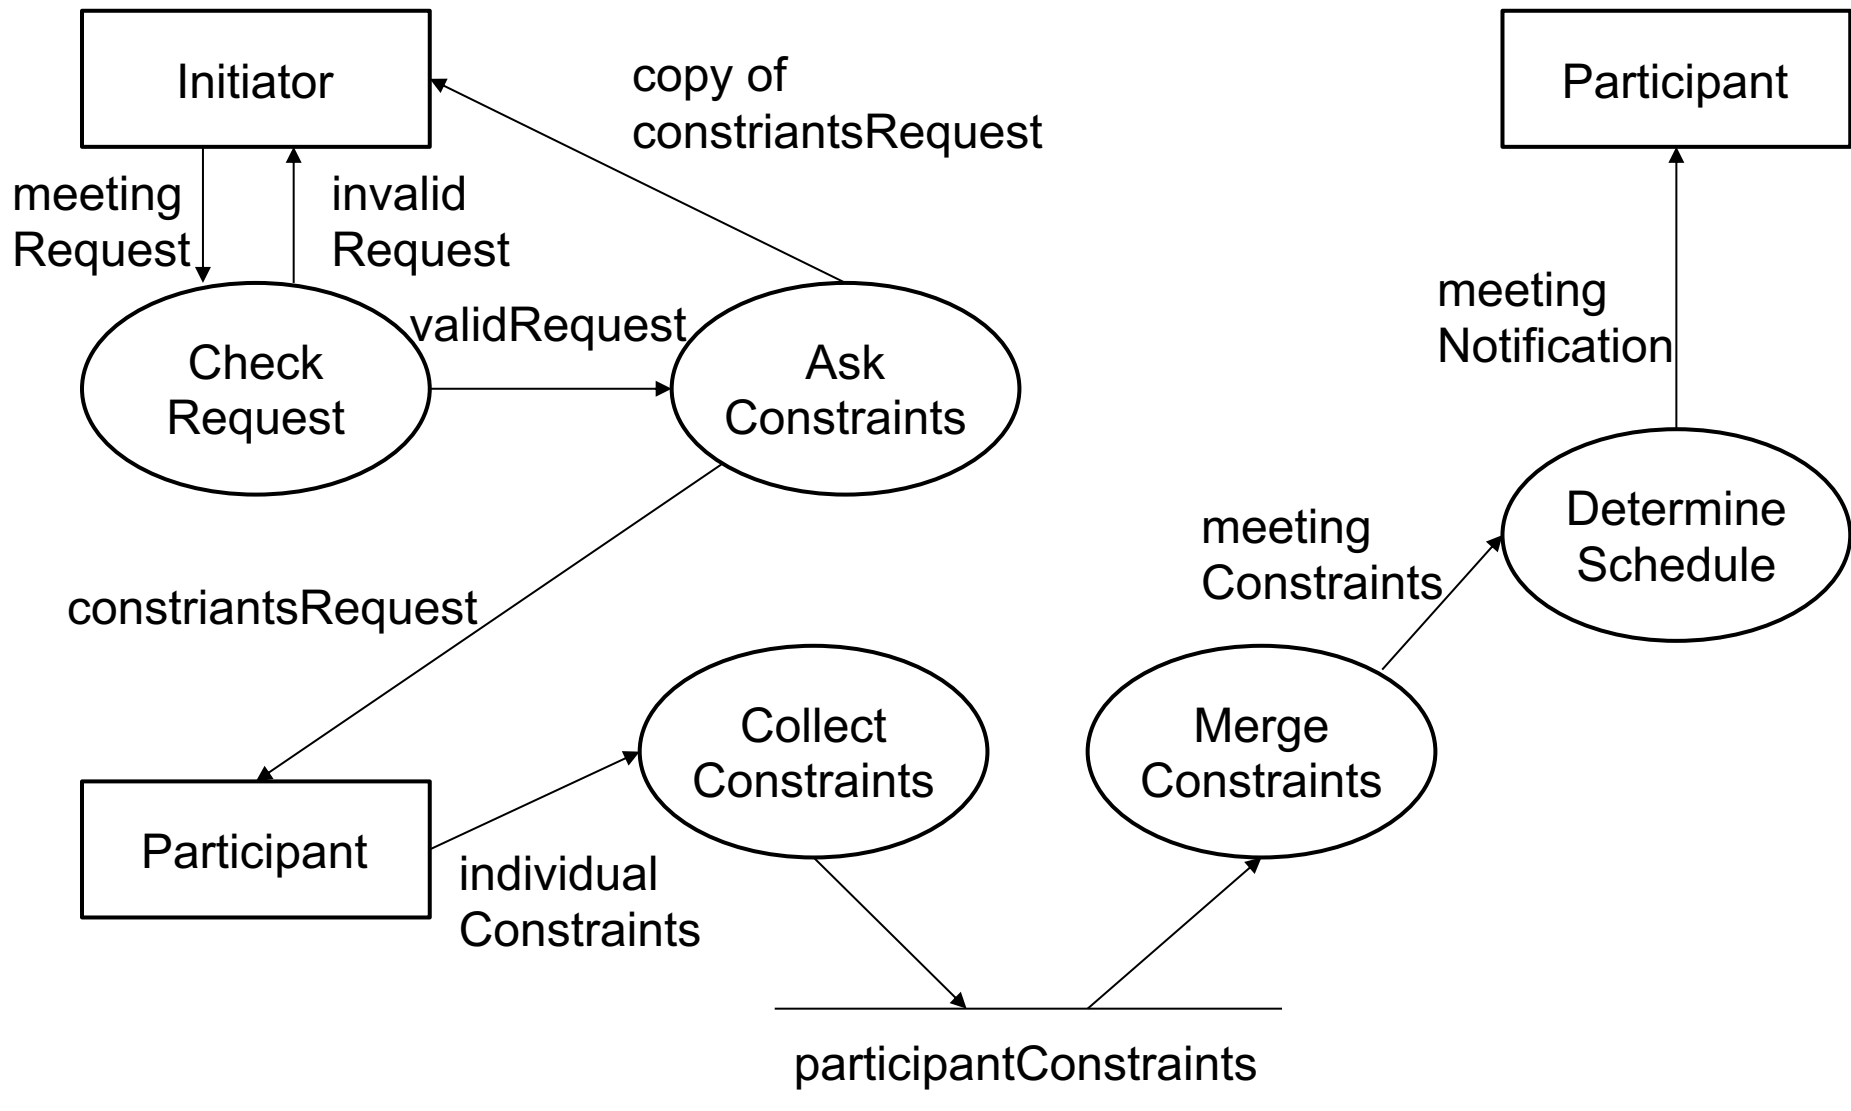 Initiator
copy of
constriantsRequest
Participant
meeting
Request
invalid
Request
validRequest
Check
Request
Ask
Constraints
meeting
Notification
Determine
Schedule
meeting
Constraints
constriantsRequest
Collect
Constraints
Merge
Constraints
Participant
individual
Constraints
participantConstraints